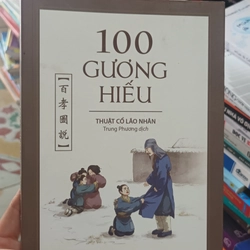 100
GƯƠNG
HIẾU
THUẬT CỔ LÃO NHÂN
Trung Phương dịch
【百孝圖說】